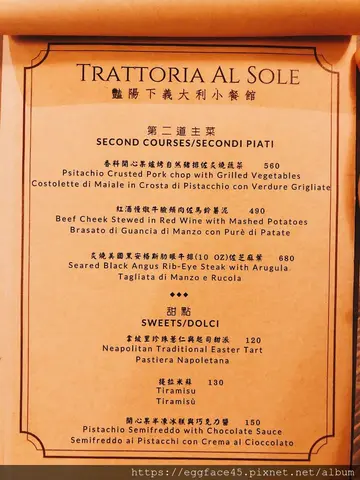 TRATTORIA AL SOLE
豔陽下義大利小餐館
第二道主菜
SECOND COURSES/SECONDI PIATI
香料開心果爐烤自然豬排佐炙燒蔬菜 560
Psitachio Crusted Pork chop with Grilled Vegetables
Costolette di Maiale in Crosta di Pistacchio con Verdure Grigliate
紅酒慢燉牛臉頰肉佐馬鈴薯泥 490
Beef Cheek Stewed in Red Wine with Mashed Potatoes
Brasato di Guancia di Manzo con Purè di Patate
炙燒美國黑安格斯肋眼牛排(10 OZ)佐芝麻葉 680
Seared Black Angus Rib-Eye Steak with Arugula
Tagliata di Manzo e Rucola
甜點
SWEETS/DOLCI
拿坡里珍珠薏仁與起司甜派 120
Neapolitan Traditional Easter Tart
Pastiera Napoletana
提拉米蘇 130
Tiramisu
Tiramisù
開心果半凍冰糕與巧克力醬 150
Pistachio Semifreddo with Chocolate Sauce
Semifreddo ai Pistacchi con Crema al Cioccolato
https://eggface45.pixnet.net/album